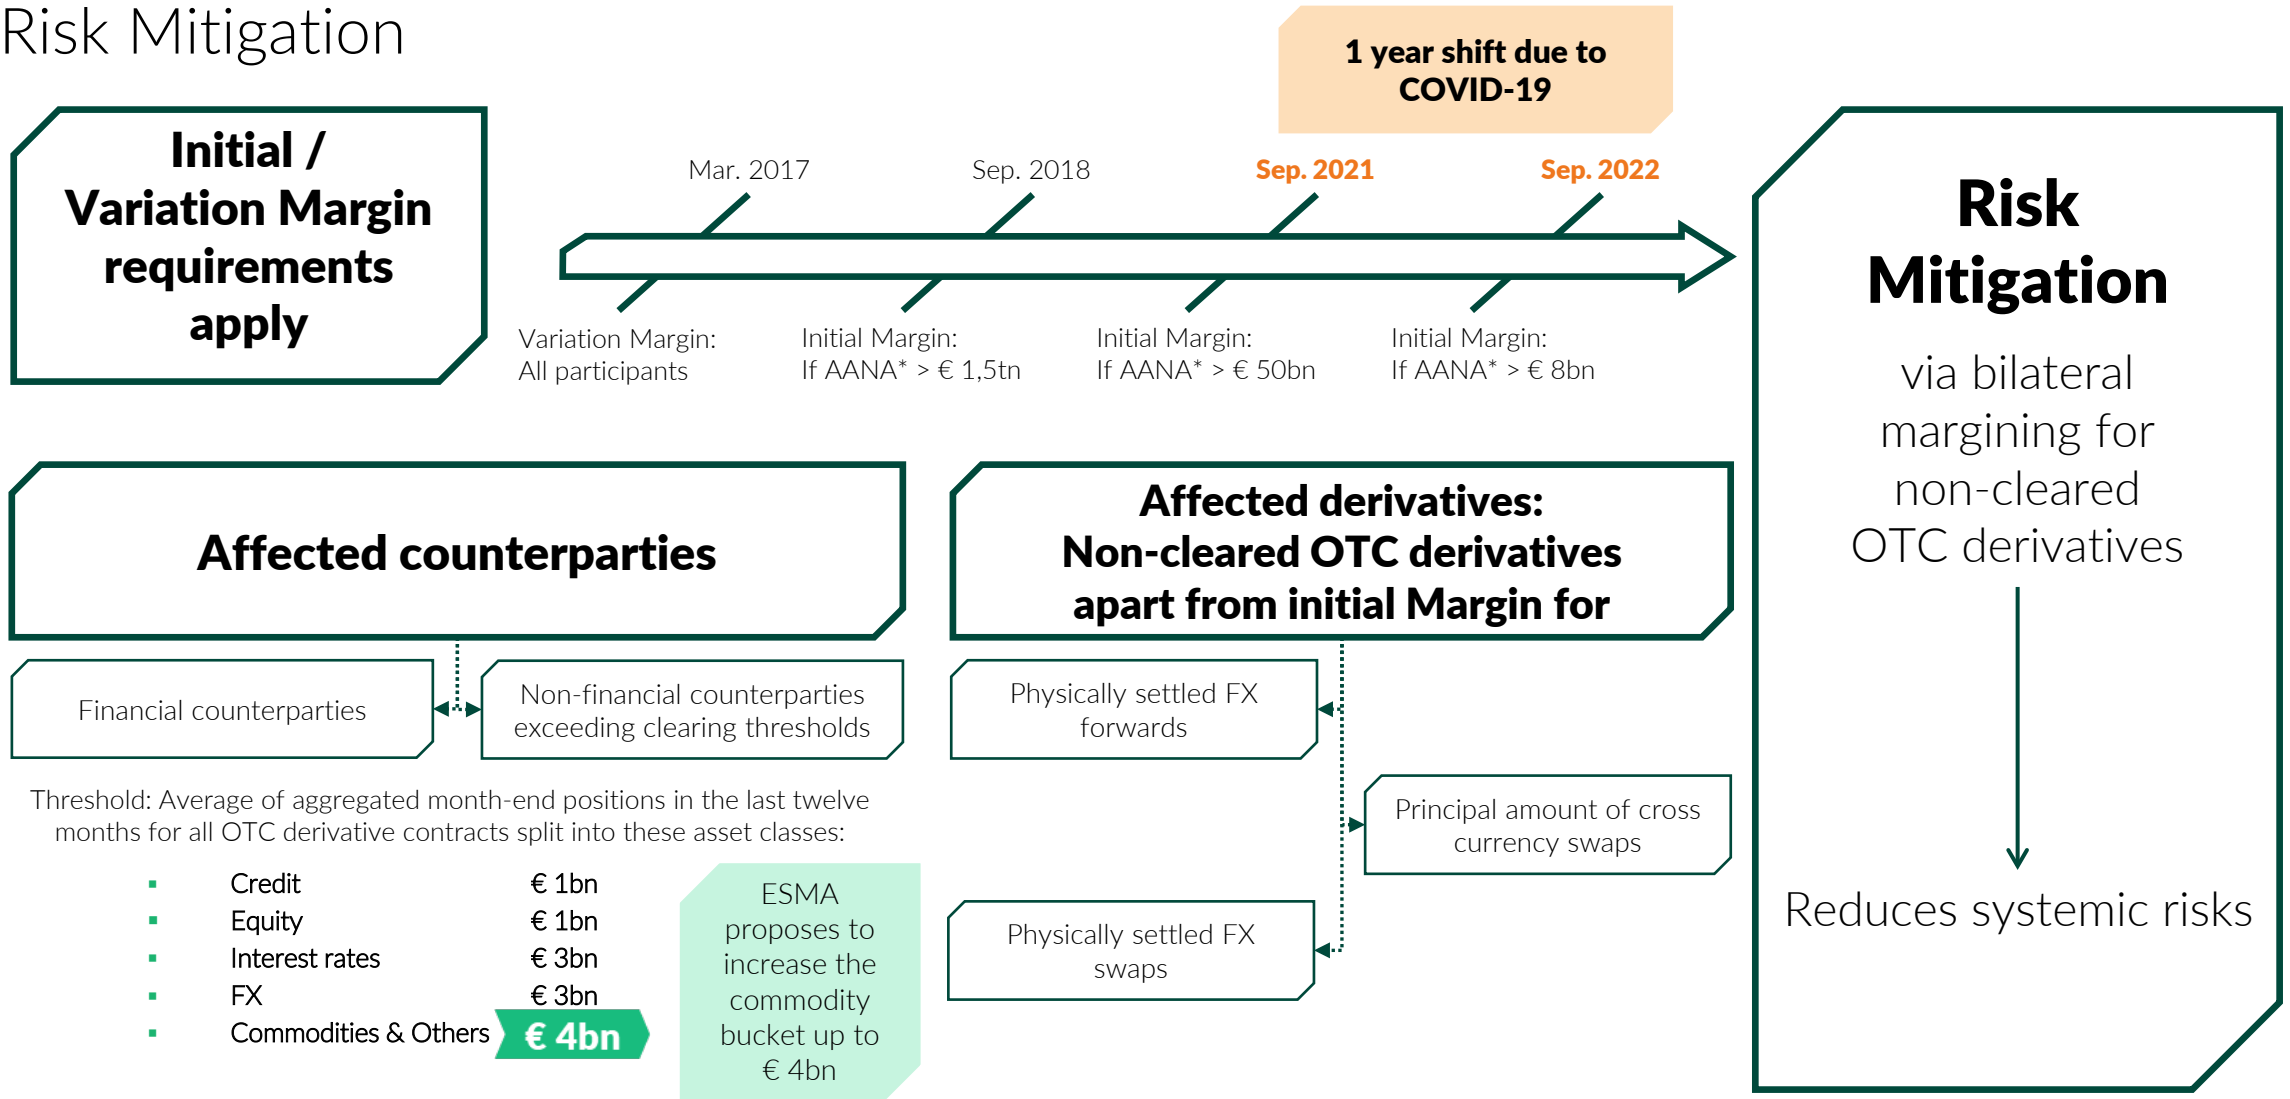 Risk Mitigation
1 year shift due to
COVID-19
Initial /
Variation Margin
requirements
apply
Mar. 2017
Sep. 2018
Sep. 2021
Sep. 2022
Variation Margin:
All participants
Initial Margin:
If AANA* > € 1,5tn
Initial Margin:
If AANA* > € 50bn
Initial Margin:
If AANA* > € 8bn
Risk
Mitigation
via bilateral
margining for
non-cleared
OTC derivatives
Reduces systemic risks
Affected counterparties
Financial counterparties
Non-financial counterparties
exceeding clearing thresholds
Threshold: Average of aggregated month-end positions in the last twelve
months for all OTC derivative contracts split into these asset classes:
▪ Credit € 1bn
▪ Equity € 1bn
▪ Interest rates € 3bn
▪ FX € 3bn
▪ Commodities & Others € 4bn
ESMA
proposes to
increase the
commodity
bucket up to
€ 4bn
Affected derivatives:
Non-cleared OTC derivatives
apart from initial Margin for
Physically settled FX
forwards
Principal amount of cross
currency swaps
Physically settled FX
swaps